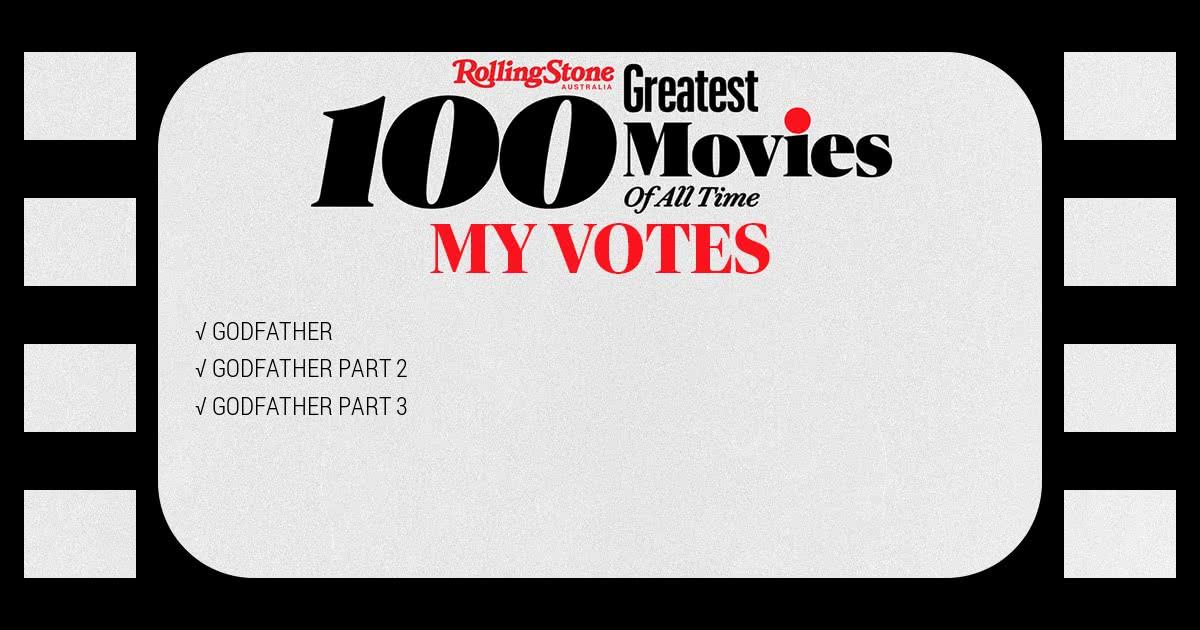 RollingStone
AUSTRALIA
100 Greatest
Movies
Of All Time
MY VOTES
√ GODFATHER
√ GODFATHER PART 2
√ GODFATHER PART 3